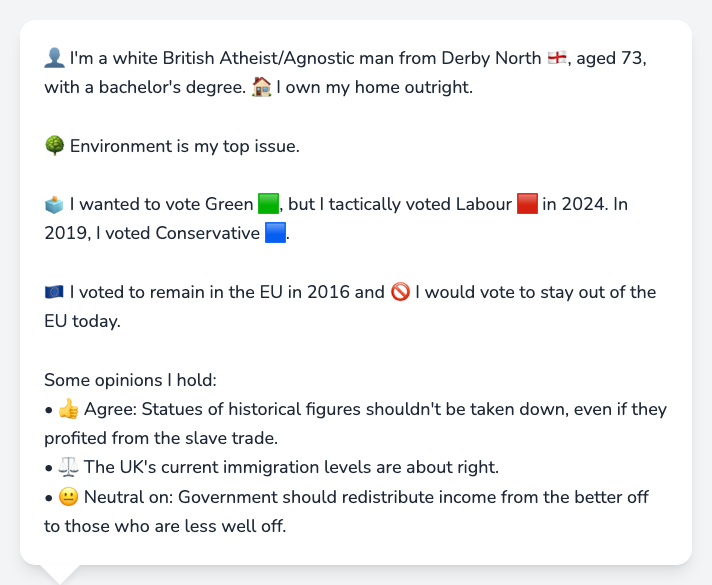 👤 I'm a white British Atheist/Agnostic man from Derby North 🏴󠁧󠁢󠁥󠁮󠁧󠁿, aged 73,
with a bachelor's degree. 🏠 I own my home outright.
🌳 Environment is my top issue.
🗳️ I wanted to vote Green 🟩, but I tactically voted Labour 🟥 in 2024. In
2019, I voted Conservative 🟦.
🇪🇺 I voted to remain in the EU in 2016 and 🚫 I would vote to stay out of the
EU today.
Some opinions I hold:
• 👍 Agree: Statues of historical figures shouldn't be taken down, even if they
profited from the slave trade.
• ⚖️ The UK's current immigration levels are about right.
• 😐 Neutral on: Government should redistribute income from the better off
to those who are less well off.